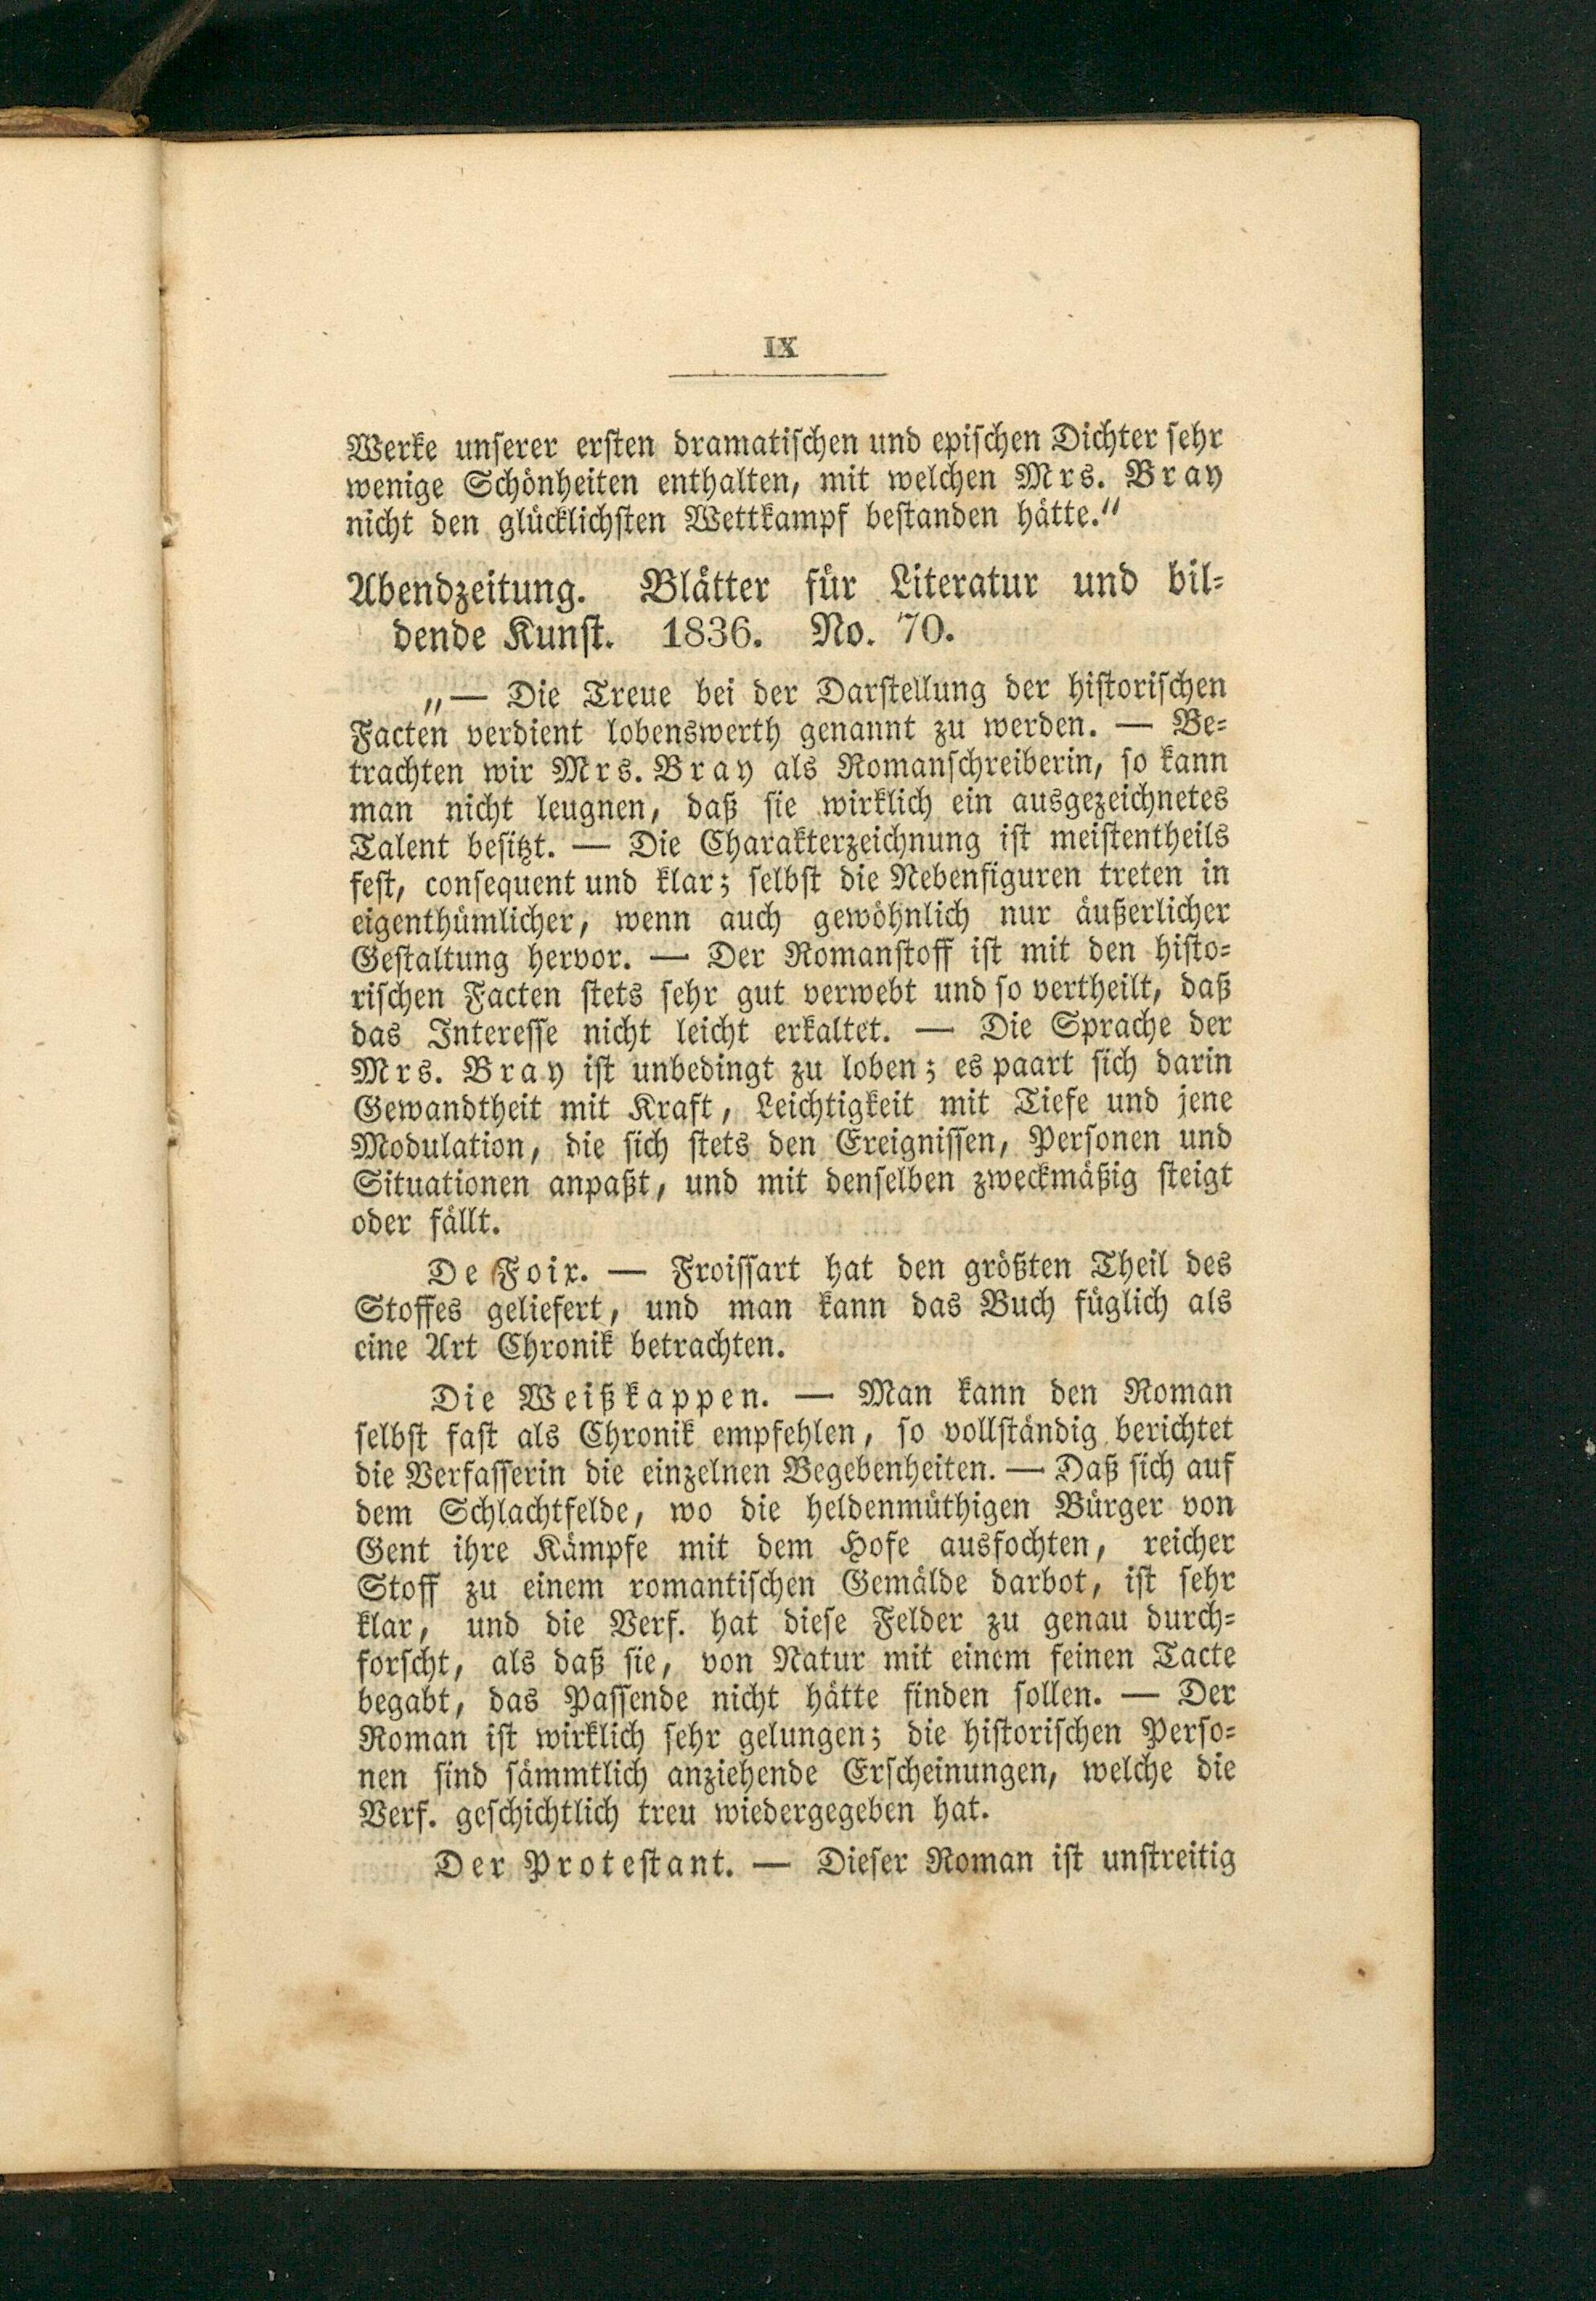 IX
Werke unserer ersten dramatischen und epischen Dichter sehr
wenige Schönheiten enthalten, mit welchen Mrs. Bray
nicht den glücklichsten Wettkampf bestanden hätte.“
Abendzeitung. Blätter für Literatur und bil-
dende Kunst. 1836. No. 70.
„— Die Treue bei der Darstellung der historischen
Facten verdient lobenswerth genannt zu werden. — Be-
trachten wir Mrs. Bray als Romanschreiberin, so kann
man nicht leugnen, daß sie wirklich ein ausgezeichnetes
Talent besitzt. — Die Charakterzeichnung ist meistentheils
fest, consequent und klar; selbst die Nebenfiguren treten in
eigenthümlicher, wenn auch gewöhnlich nur äußerlicher
Gestaltung hervor. — Der Romanstoff ist mit den histo-
rischen Facten stets sehr gut verwebt und so vertheilt, daß
das Interesse nicht leicht erkaltet. — Die Sprache der
Mrs. Bray ist unbedingt zu loben; es paart sich darin
Gewandtheit mit Kraft, Leichtigkeit mit Tiefe und jene
Modulation, die sich stets den Ereignissen, Personen und
Situationen anpaßt, und mit denselben zweckmäßig steigt
oder fällt.
De Foix. — Froissart hat den größten Theil des
Stoffes geliefert, und man kann das Buch füglich als
eine Art Chronik betrachten.
Die Weißkappen. — Man kann den Roman
selbst fast als Chronik empfehlen, so vollständig berichtet
die Verfasserin die einzelnen Begebenheiten. — Daß sich auf
dem Schlachtfelde, wo die heldenmüthigen Bürger von
Gent ihre Kämpfe mit dem Hofe ausfochten, reicher
Stoff zu einem romantischen Gemälde darbot, ist sehr
klar, und die Verf. hat diese Felder zu genau durch-
forscht, als daß sie, von Natur mit einem feinen Tacte
begabt, das Passende nicht hätte finden sollen. — Der
Roman ist wirklich sehr gelungen; die historischen Perso-
nen sind sämmtlich anziehende Erscheinungen, welche die
Verf. geschichtlich treu wiedergegeben hat.
Der Protestant. — Dieser Roman ist unstreitig